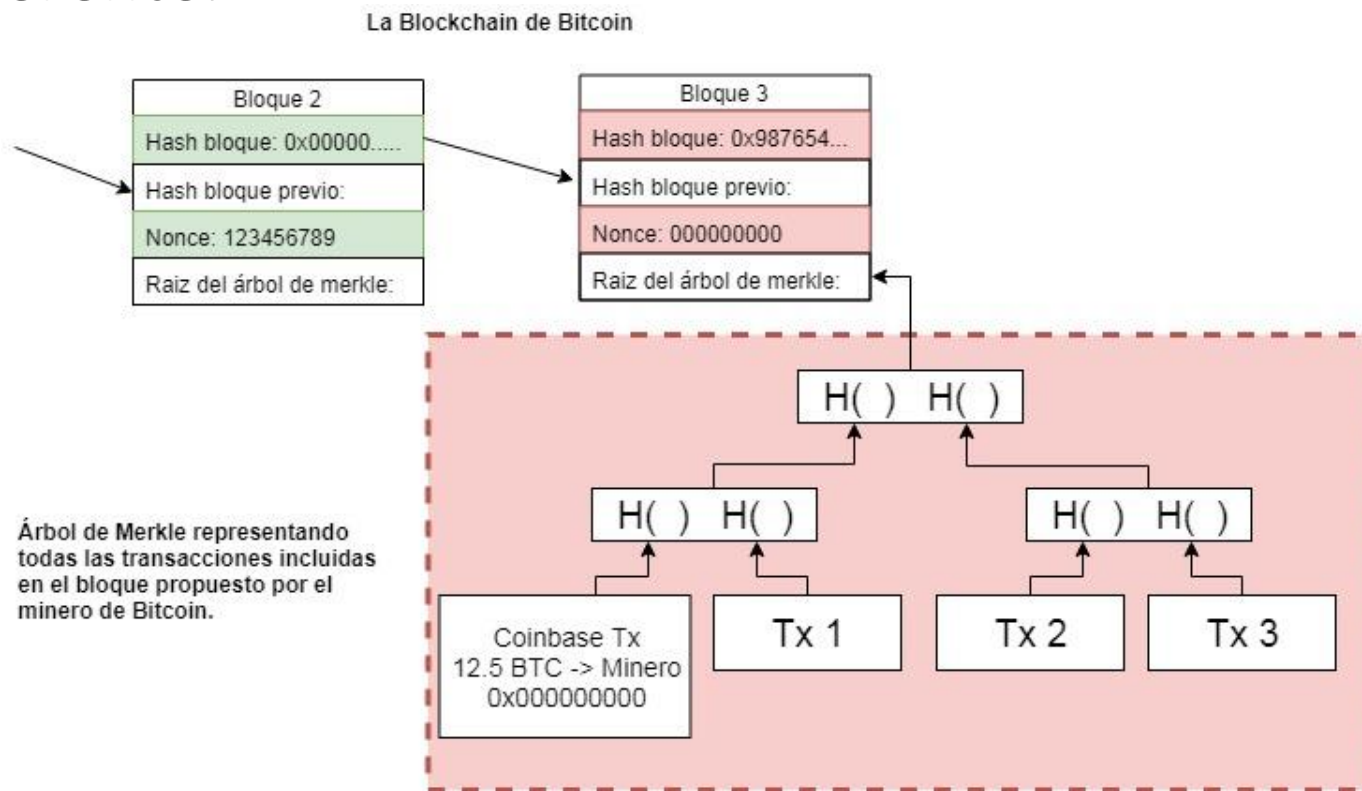 La Blockchain de Bitcoin
Bloque 2
Hash bloque: 0x00000.....
Hash bloque previo:
Nonce: 123456789
Raiz del árbol de merkle:
Bloque 3
Hash bloque: 0x987654...
Hash bloque previo:
Nonce: 000000000
Raiz del árbol de merkle:
H( ) H( )
H( ) H( )
H( ) H( )
Árbol de Merkle representando
todas las transacciones incluidas
en el bloque propuesto por el
minero de Bitcoin.
Coinbase Tx
12.5 BTC -> Minero
0x000000000
Tx 1
Tx 2
Tx 3